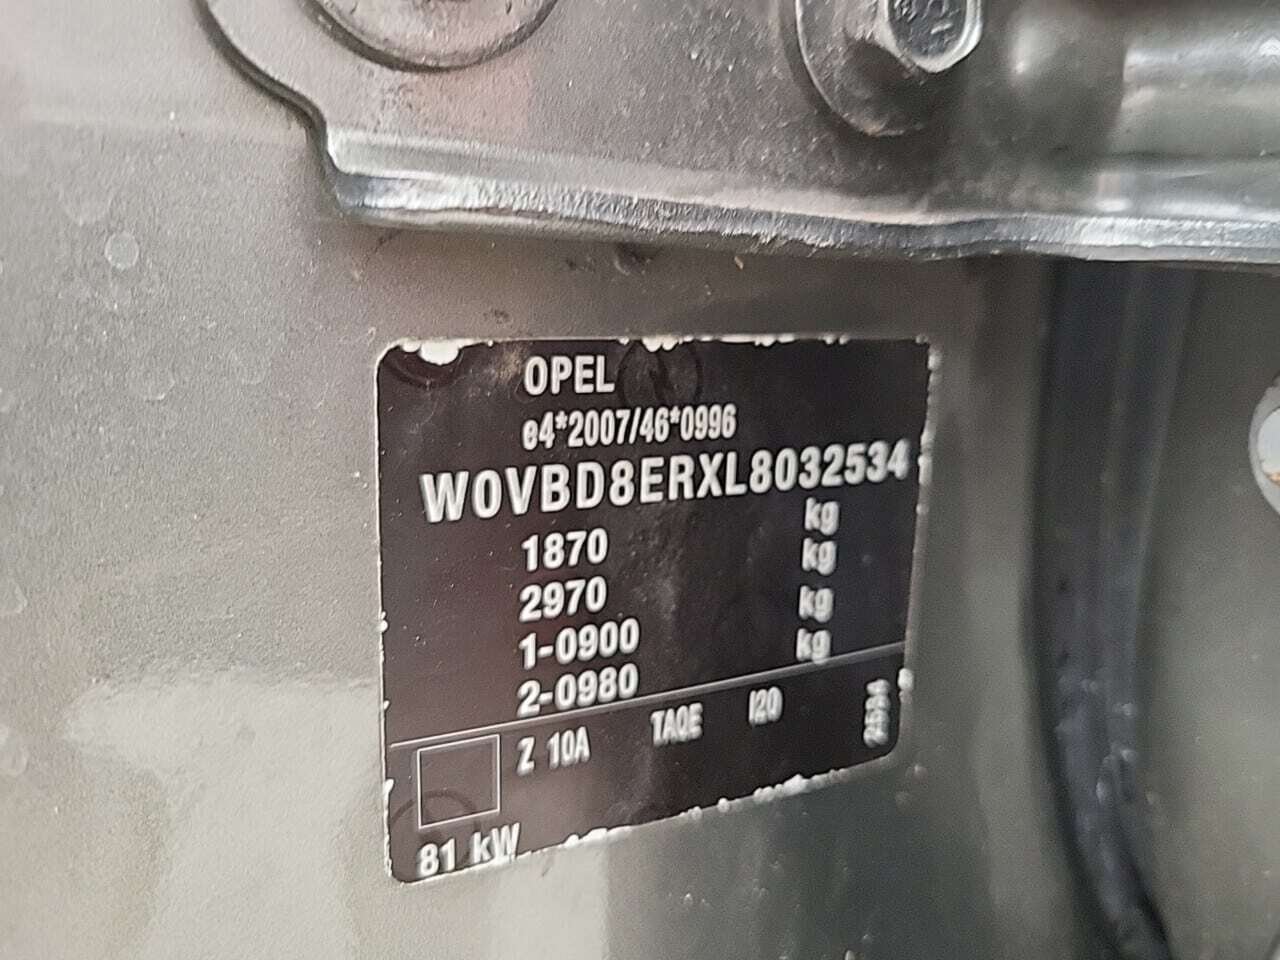 OPEL
e4*2007/46*0996
W0VBD8ERXL8032534
1870 kg
2970 kg
1-0900 kg
2-0980 kg
Z 10A TAQE I20
81 kW